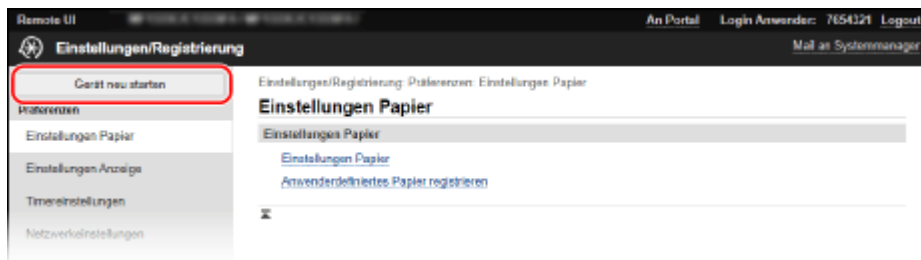 Remote UI
An Portal Login Anwender: 7654321 Logout
Einstellungen/Registrierung
Mail an Systemmanager
Gerät neu starten
Präferenzen
Einstellungen Papier
Einstellungen Anzeige
Timereinstellungen
Netzwerkeinstellungen
Einstellungen/Registrierung: Präferenzen: Einstellungen Papier
Einstellungen Papier
Einstellungen Papier
Einstellungen Papier
Anwenderdefiniertes Papier registrieren